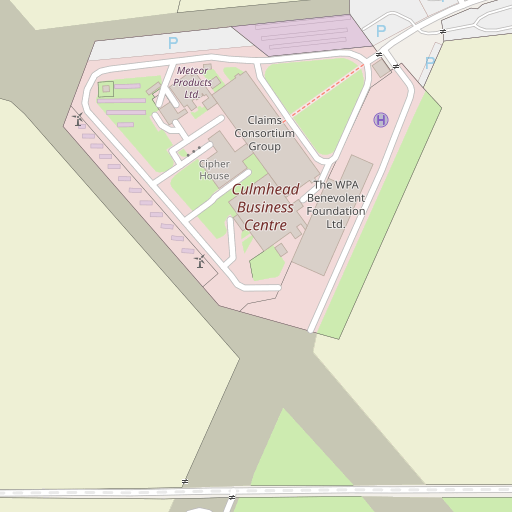 P
P
P
Meteor
Products
Ltd.
H
Claims
Consortium
Group
Cipher
House
Culmhead
Business
Centre
The WPA
Benevolent
Foundation
Ltd.